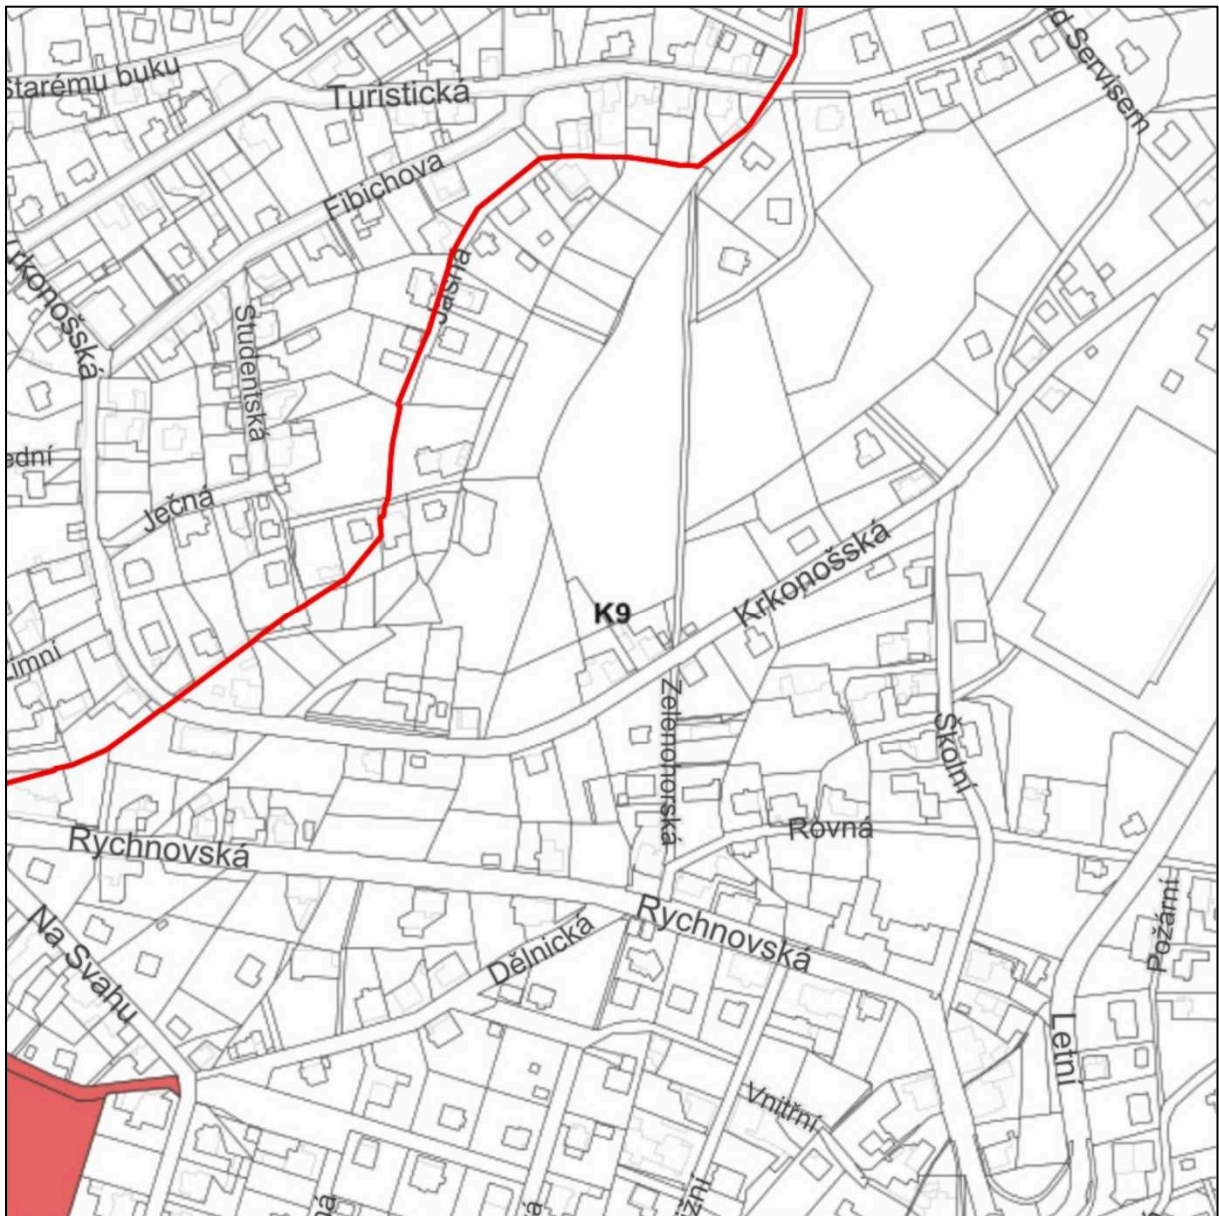 Starému buku
Turistická
Servisem
Fibichova
Krkonošská
Jasná
Studentská
Ječná
K9
Krkonošská
Zelenohorská
Školní
Rovná
Rychnovská
Rychnovská
Dělnická
Na Svahu
Požární
Letní
Vnitřní